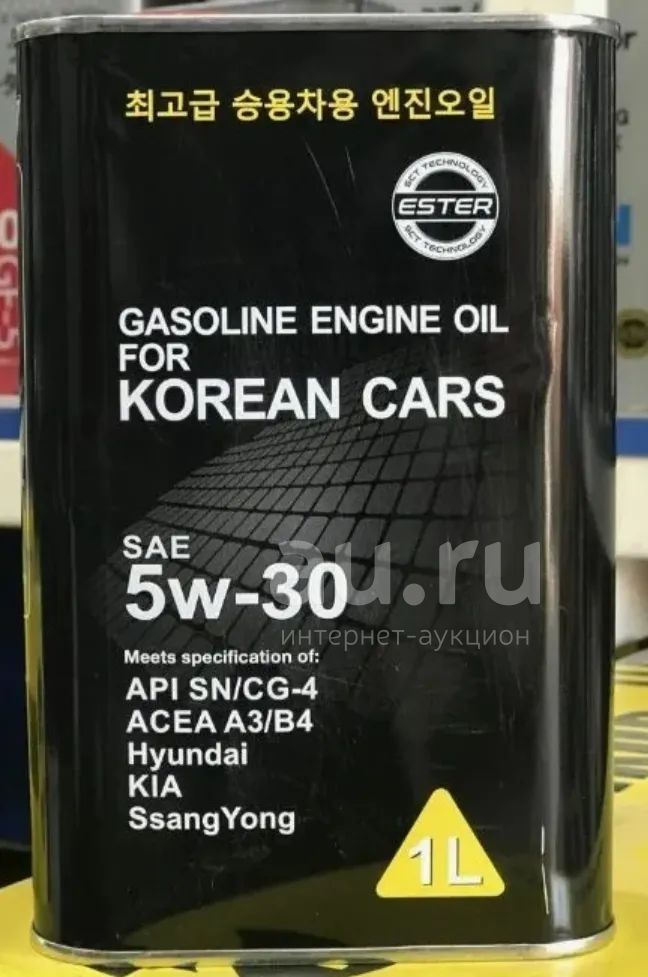 최고급 승용차용 엔진오일
SCT TECHNOLOGY
ESTER
SCT TECHNOLOGY
GASOLINE ENGINE OIL
FOR
KOREAN CARS
SAE
5w-30
au.ru
интернет-аукцион
Meets specification of:
API SN/CG-4
ACEA A3/B4
Hyundai
KIA
SsangYong
1L